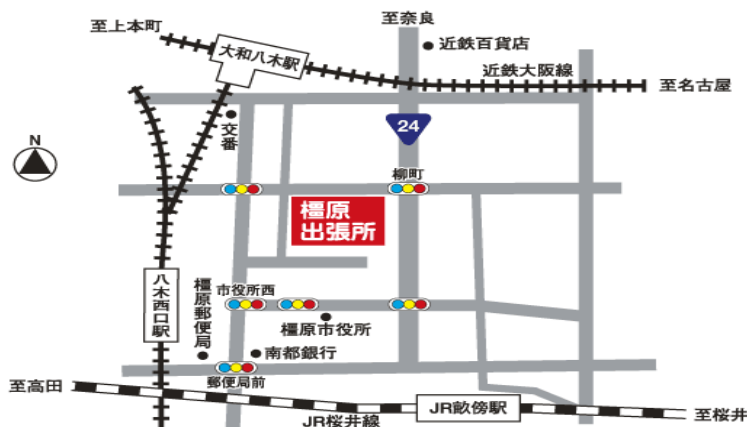 至奈良
至上本町
大和八木駅
近鉄百貨店
近鉄大阪線
至名古屋
交番
24
N
柳町
橿原
出張所
八木西口駅
橿原郵便局
市役所西
橿原市役所
南都銀行
郵便局前
至高田
JR桜井線
JR畝傍駅
至桜井